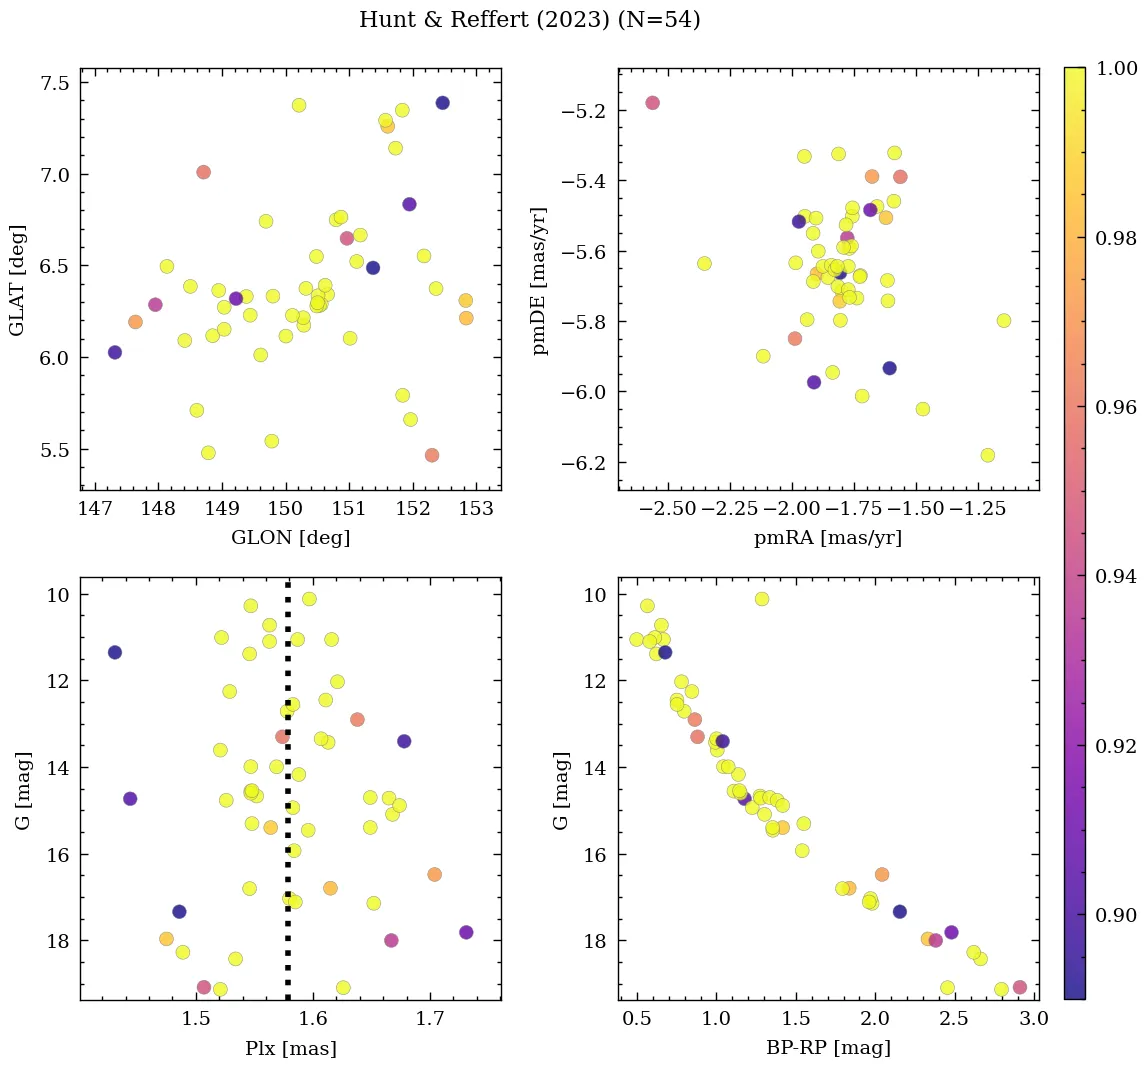 Hunt & Reffert (2023) (N=54)
7.5
7.0
6.5
6.0
5.5
GLAT [deg]
147 148 149 150 151 152 153
GLON [deg]
−5.2
−5.4
−5.6
−5.8
−6.0
−6.2
pmDE [mas/yr]
−2.50 −2.25 −2.00 −1.75 −1.50 −1.25
pmRA [mas/yr]
10
12
14
16
18
G [mag]
1.5 1.6 1.7
Plx [mas]
10
12
14
16
18
G [mag]
0.5 1.0 1.5 2.0 2.5 3.0
BP-RP [mag]
1.00
0.98
0.96
0.94
0.92
0.90